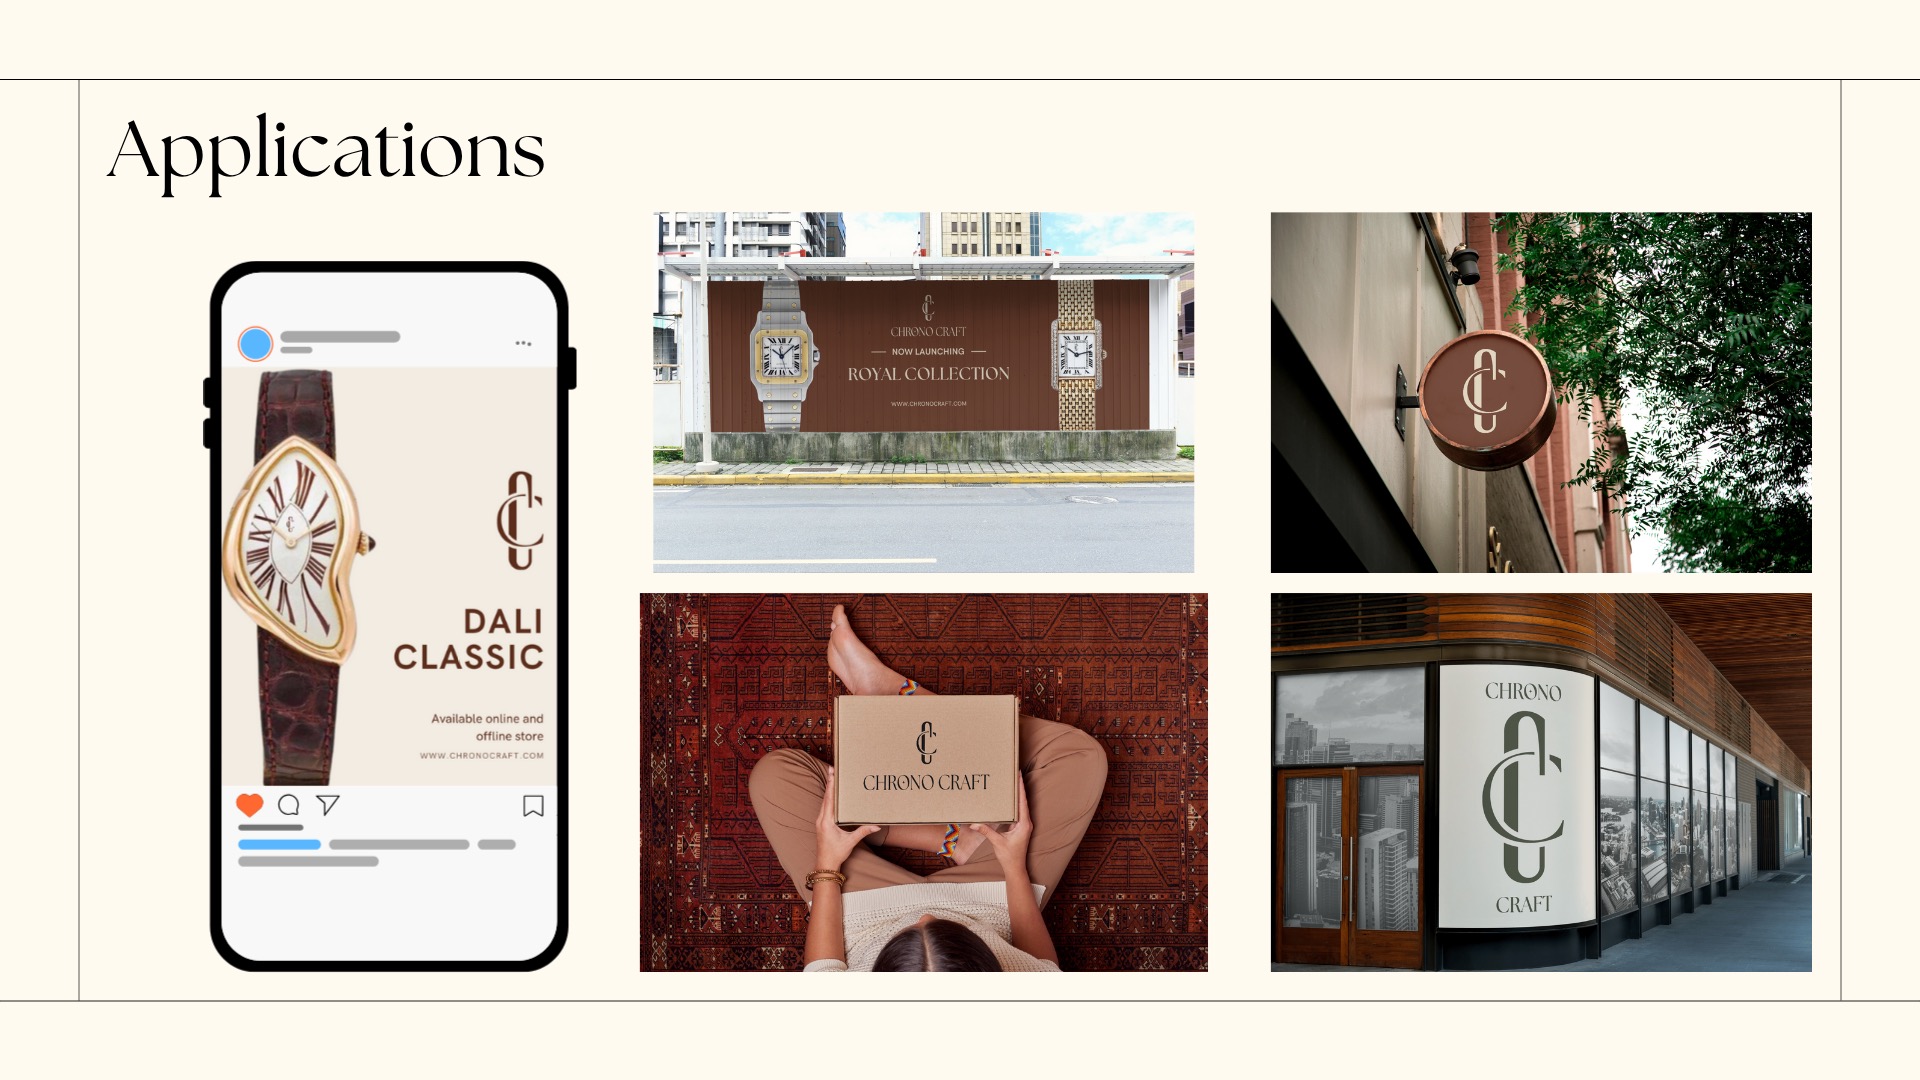 Applications
DALI
CLASSIC
Available online and
offline store
WWW.CHRONOCRAFT.COM
CHRONO CRAFT
NOW LAUNCHING
ROYAL COLLECTION
WWW.CHRONOCRAFT.COM
CHRONO CRAFT
CHRONO
CRAFT